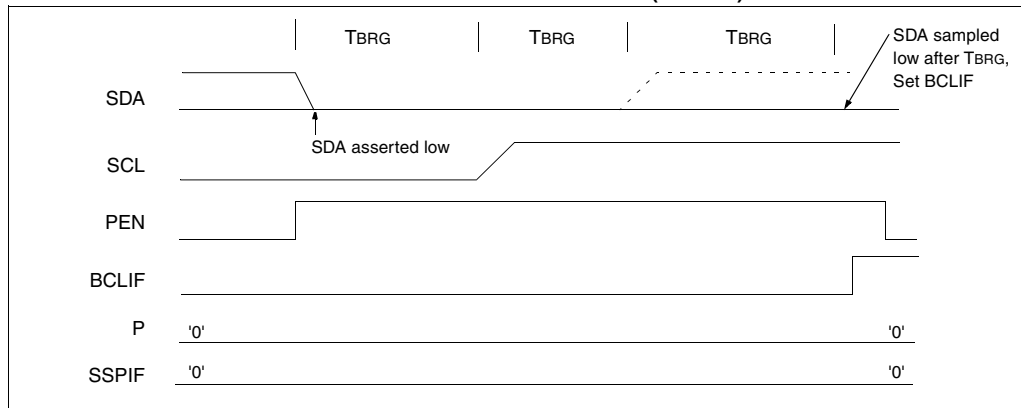 TBRG TBRG TBRG
SDA sampled
low after TBRG,
Set BCLIF
SDA
SDA asserted low
SCL
PEN
BCLIF
P '0' '0'
SSPIF '0' '0'